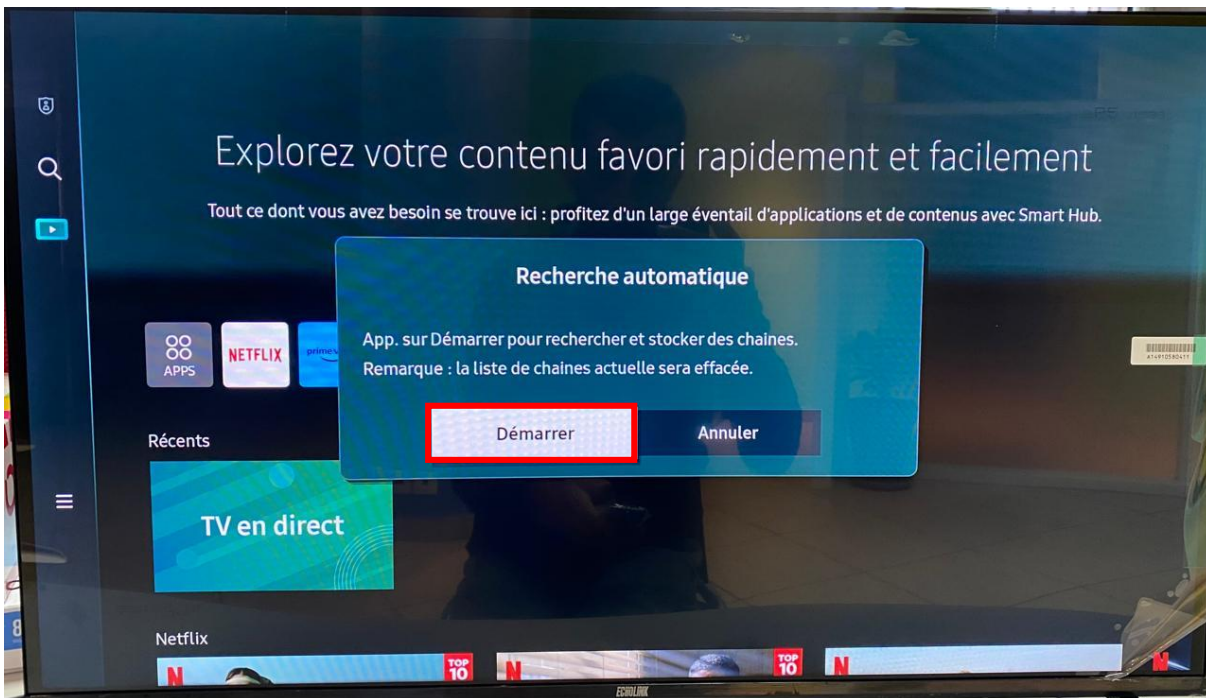 Explorez votre contenu favori rapidement et facilement
Tout ce dont vous avez besoin se trouve ici : profitez d'un large éventail d'applications et de contenus avec Smart Hub.
Recherche automatique
App. sur Démarrer pour rechercher et stocker des chaines.
Remarque : la liste de chaines actuelle sera effacée.
Démarrer
Annuler
APPS
NETFLIX
prime
A14910580411
Récents
TV en direct
Netflix
N
TOP
10
N
TOP
10
N
N
8
ECHOLINK